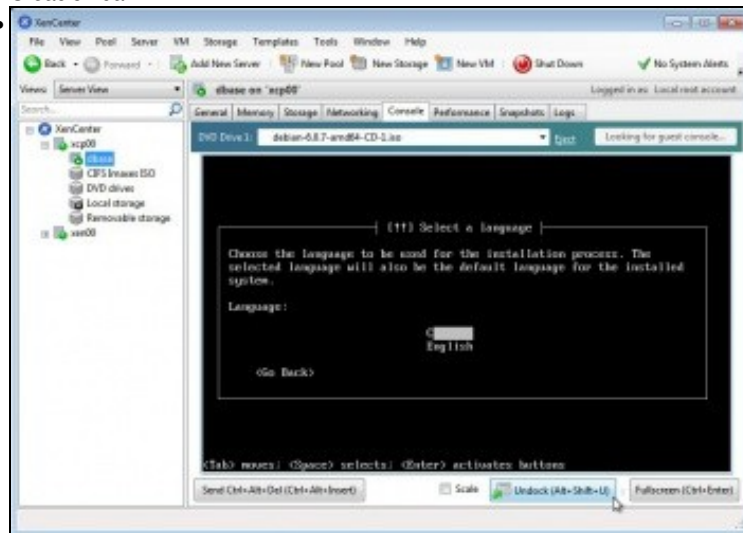 XenCenter
File View Pool Server VM Storage Templates Tools Window Help
Back Forward Add New Server New Pool New Storage New VM Shut Down No System Alerts
Views: Server View dbase on 'xcp00' Logged in as: Local root account
Search... General Memory Storage Networking Console Performance Snapshots Logs
XenCenter
DVD Drive 1: debian-6.0.7-amd64-CD-1.iso Eject Looking for guest console...
xcp00
dbase
CIFS Images ISO
DVD drives
Local storage
Removable storage
xen00
[!!] Select a language
Choose the language to be used for the installation process. The
selected language will also be the default language for the installed
system.
Language:
C
English
<Go Back>
<Tab> moves; <Space> selects; <Enter> activates buttons
Send Ctrl+Alt+Del (Ctrl+Alt+Insert) Scale Undock (Alt+Shift+U) Fullscreen (Ctrl+Enter)